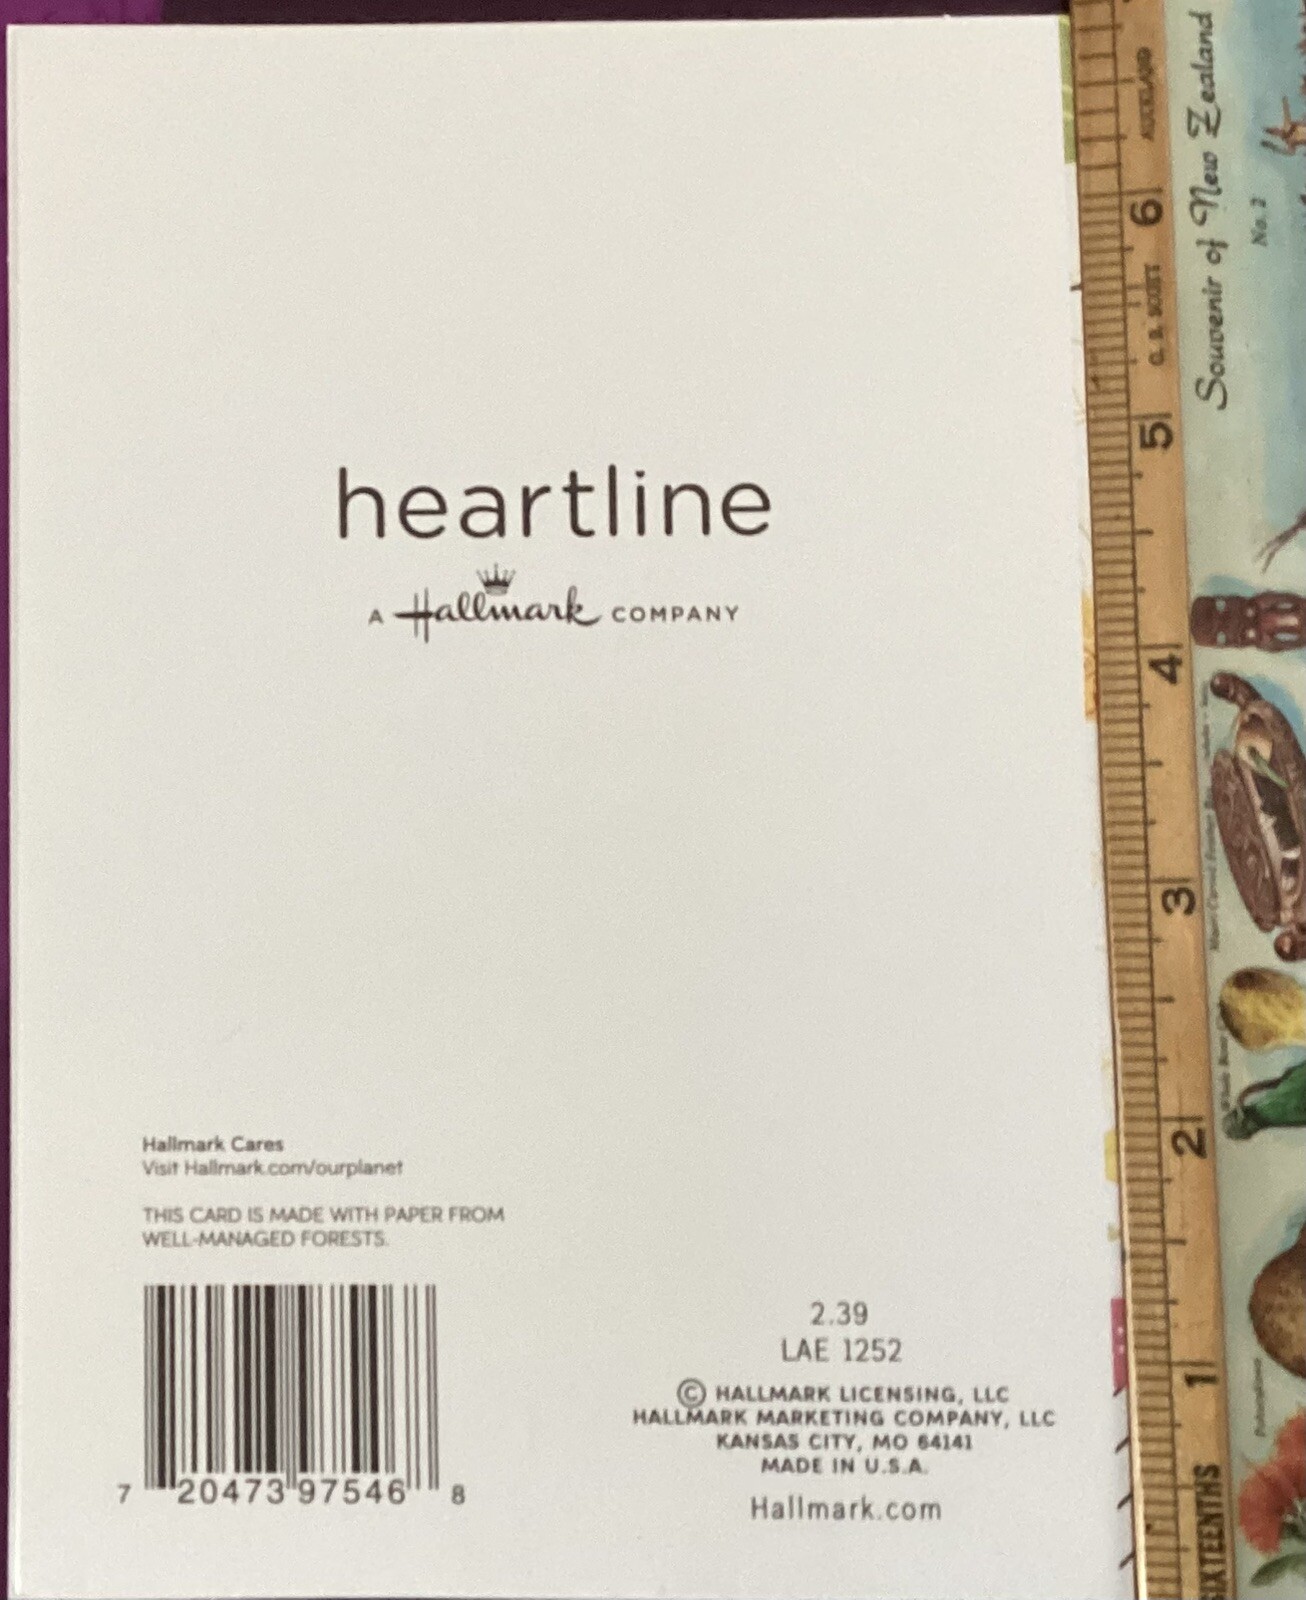 heartline
A Hallmark COMPANY
Hallmark Cares
Visit Hallmark.com/ourplanet
THIS CARD IS MADE WITH PAPER FROM
WELL-MANAGED FORESTS.
7 20473 97546 8
2.39
LAE 1252
© HALLMARK LICENSING, LLC
HALLMARK MARKETING COMPANY, LLC
KANSAS CITY, MO 64141
MADE IN U.S.A.
Hallmark.com
SIXTEENTHS 1 2 3 4 5 6
AUCKLAND
Souvenir of New Zealand
No. 2